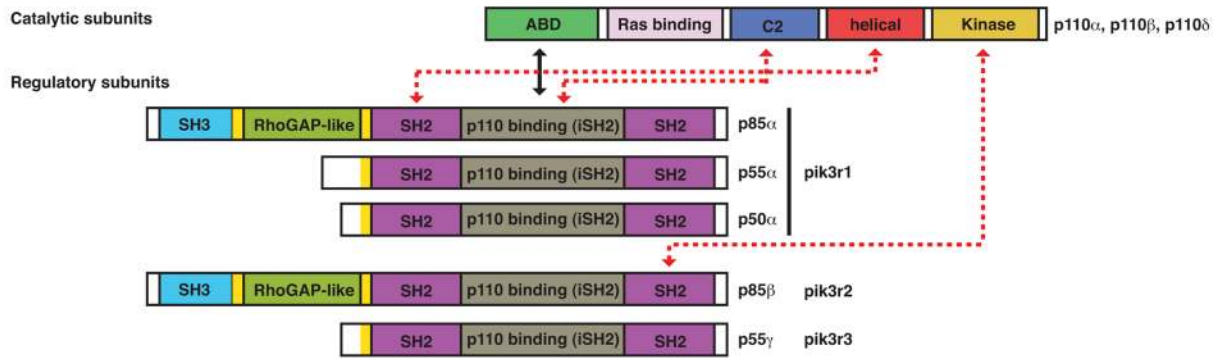 Catalytic subunits ABD Ras binding C2 helical Kinase p110α, p110β, p110δ
Regulatory subunits
SH3 RhoGAP-like SH2 p110 binding (iSH2) SH2 p85α
SH2 p110 binding (iSH2) SH2 p55α pik3r1
SH2 p110 binding (iSH2) SH2 p50α
SH3 RhoGAP-like SH2 p110 binding (iSH2) SH2 p85β pik3r2
SH2 p110 binding (iSH2) SH2 p55γ pik3r3